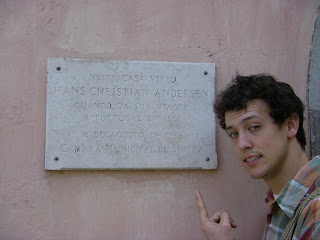 NESTA CASA VIVEU
HANS CHRISTIAN ANDERSEN
QUANDO DA SUA VIAGEM
A PORTUGAL EM
DE AGOSTO DE
CAMARA MUNICIPAL DE SINTRA